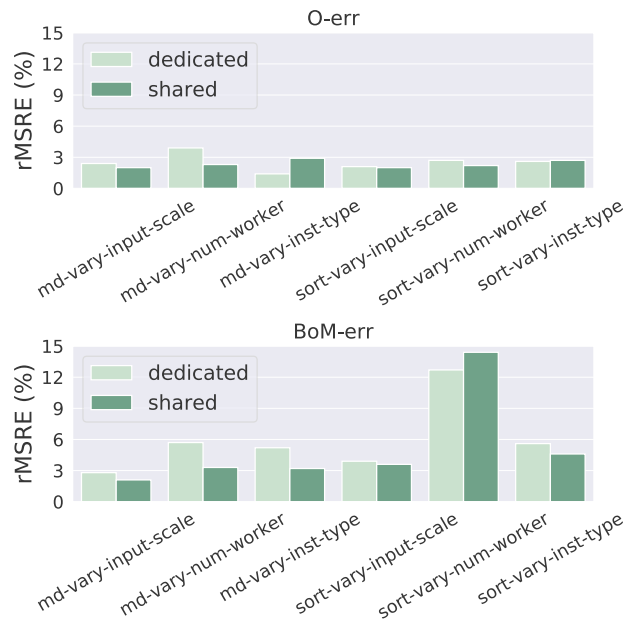 O-err
rMSRE (%)
15
12
9
6
3
0
dedicated
shared
md-vary-input-scale
md-vary-num-worker
md-vary-inst-type
sort-vary-input-scale
sort-vary-num-worker
sort-vary-inst-type
BoM-err
rMSRE (%)
15
12
9
6
3
0
dedicated
shared
md-vary-input-scale
md-vary-num-worker
md-vary-inst-type
sort-vary-input-scale
sort-vary-num-worker
sort-vary-inst-type